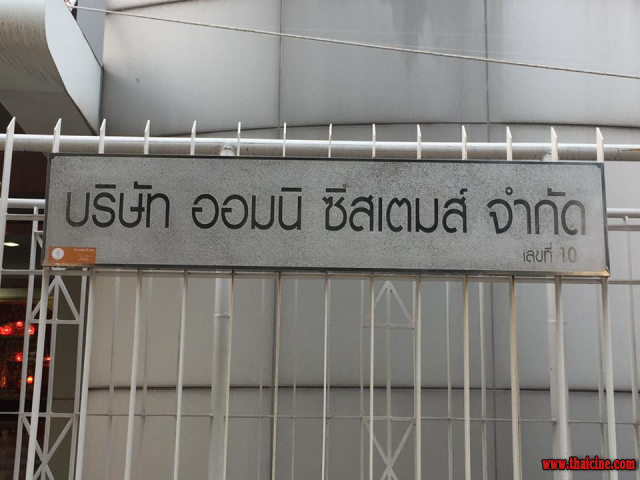 บริษัท ออมนิ ซิสเตมส์ จำกัด
เลขที่ 10
www.thaicine.com